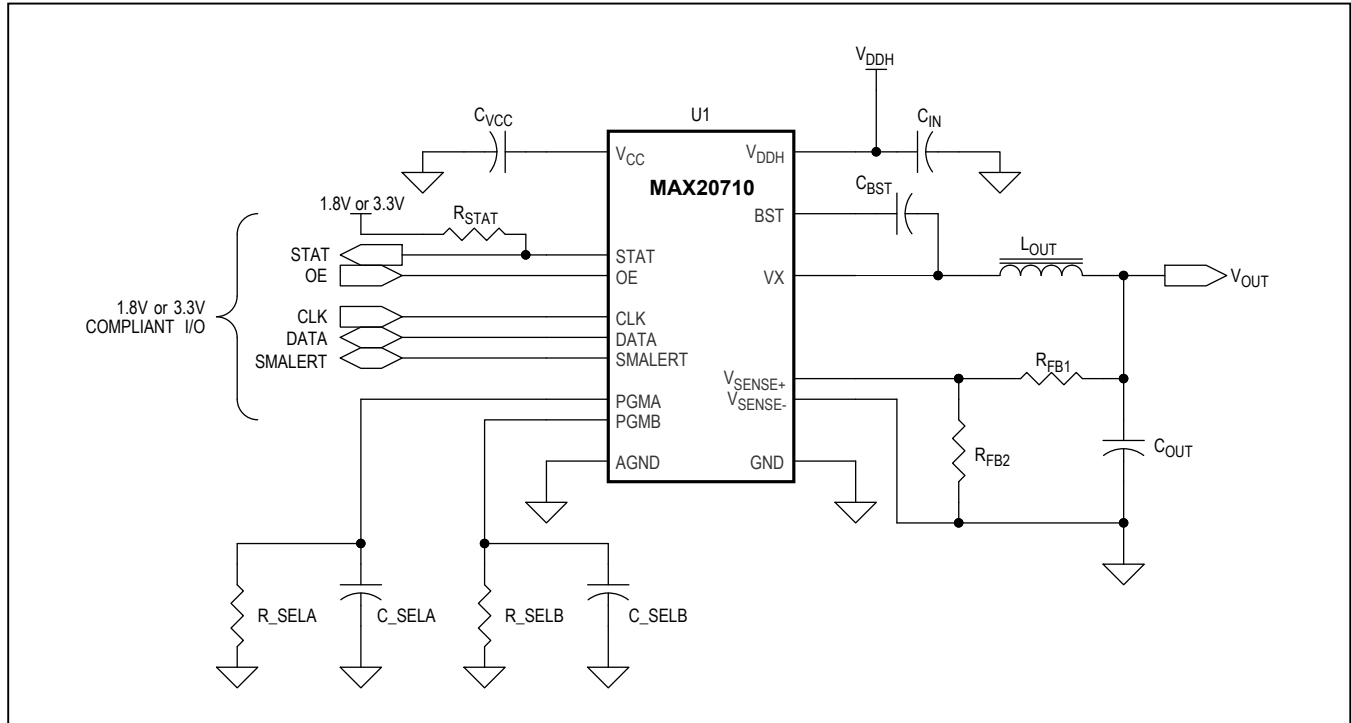 V_DDH
U1
C_VCC
C_IN
V_CC
V_DDH
MAX20710
C_BST
BST
1.8V or 3.3V
R_STAT
L_OUT
STAT
STAT
OE
OE
VX
V_OUT
1.8V or 3.3V
COMPLIANT I/O
CLK
CLK
DATA
DATA
SMALERT
SMALERT
R_FB1
V_SENSE+
V_SENSE-
PGMA
PGMB
R_FB2
C_OUT
AGND
GND
R_SELA
C_SELA
R_SELB
C_SELB